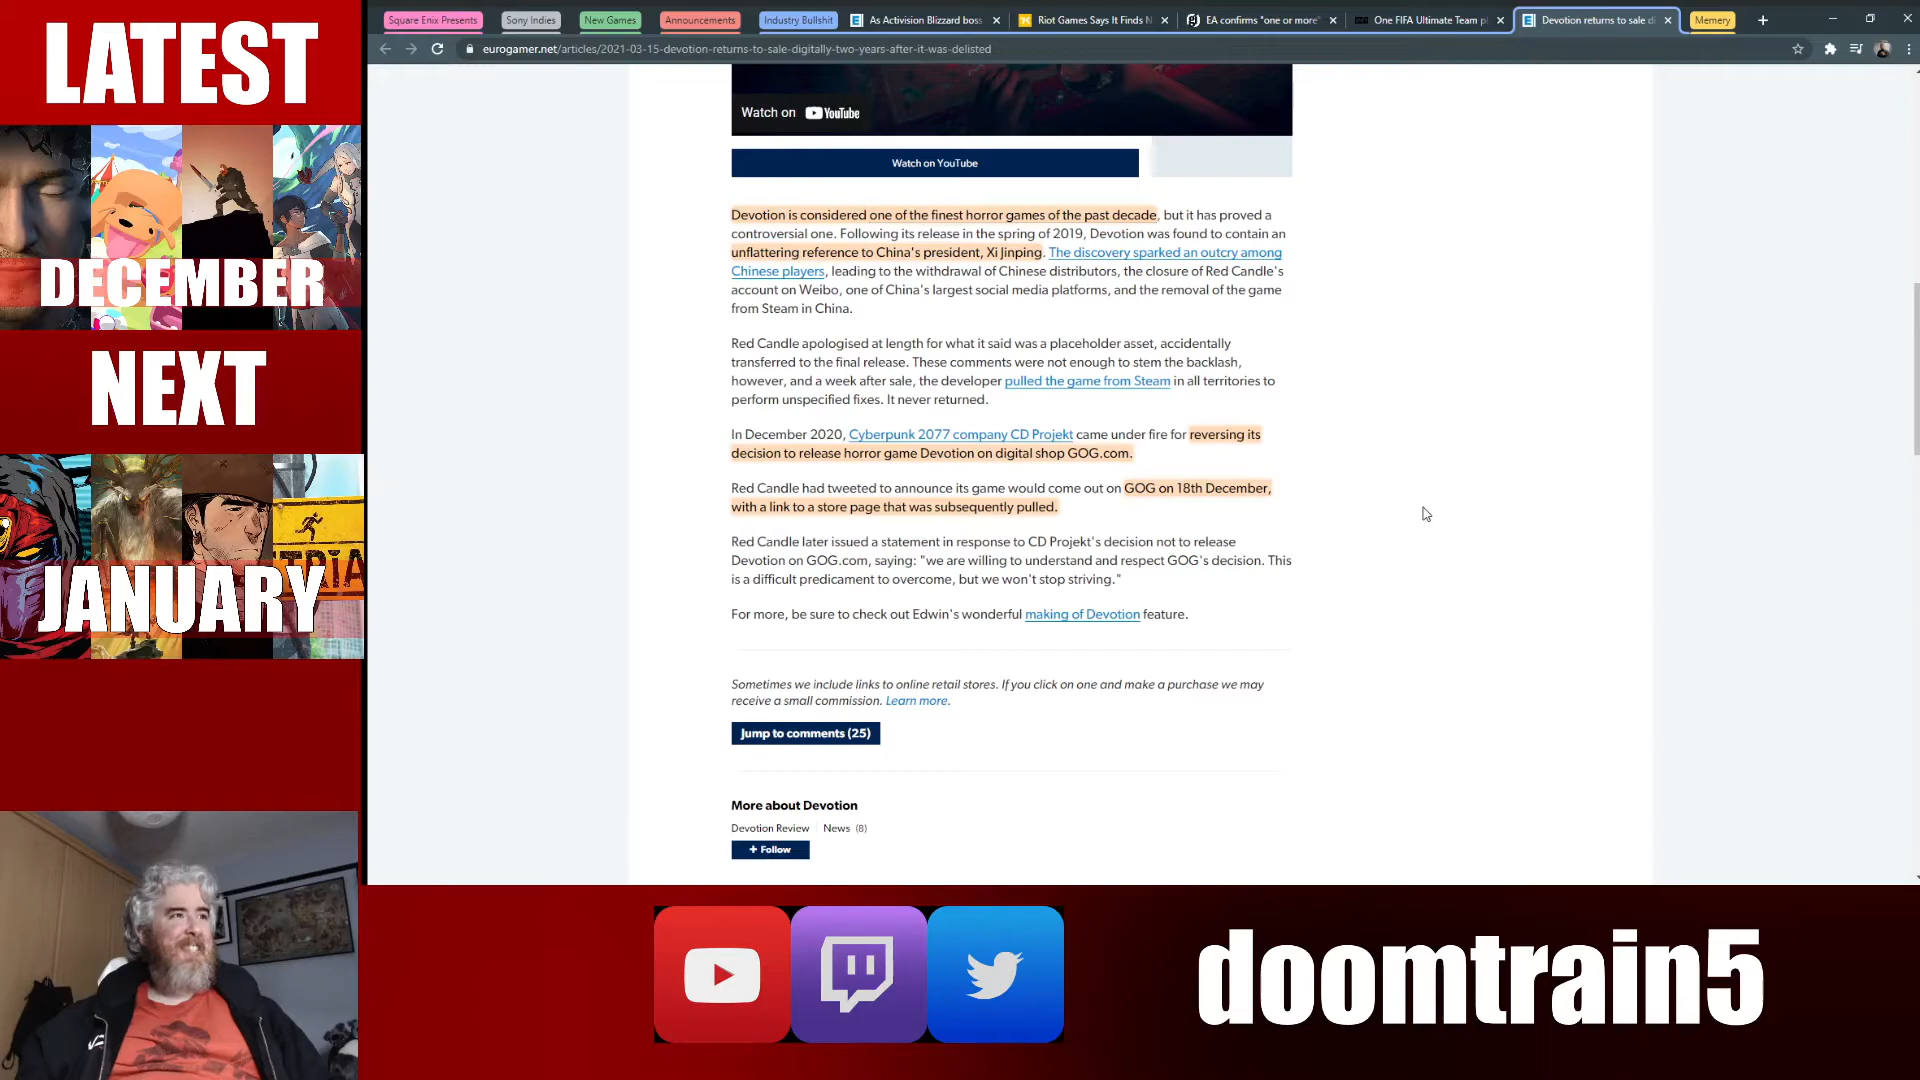 LATEST
DECEMBER
NEXT
JANUARY
Square Enix Presents
Sony Indies
New Games
Announcements
Industry Bullshit
As Activision Blizzard boss
Riot Games Says It Finds N
EA confirms "one or more"
One FIFA Ultimate Team p
Devotion returns to sale di
Memery
eurogamer.net/articles/2021-03-15-devotion-returns-to-sale-digitally-two-years-after-it-was-delisted
Watch on YouTube
Watch on YouTube
Devotion is considered one of the finest horror games of the past decade, but it has proved a
controversial one. Following its release in the spring of 2019, Devotion was found to contain an
unflattering reference to China's president, Xi Jinping. The discovery sparked an outcry among
Chinese players, leading to the withdrawal of Chinese distributors, the closure of Red Candle's
account on Weibo, one of China's largest social media platforms, and the removal of the game
from Steam in China.
Red Candle apologised at length for what it said was a placeholder asset, accidentally
transferred to the final release. These comments were not enough to stem the backlash,
however, and a week after sale, the developer pulled the game from Steam in all territories to
perform unspecified fixes. It never returned.
In December 2020, Cyberpunk 2077 company CD Projekt came under fire for reversing its
decision to release horror game Devotion on digital shop GOG.com.
Red Candle had tweeted to announce its game would come out on GOG on 18th December,
with a link to a store page that was subsequently pulled.
Red Candle later issued a statement in response to CD Projekt's decision not to release
Devotion on GOG.com, saying: "we are willing to understand and respect GOG's decision. This
is a difficult predicament to overcome, but we won't stop striving."
For more, be sure to check out Edwin's wonderful making of Devotion feature.
Sometimes we include links to online retail stores. If you click on one and make a purchase we may
receive a small commission. Learn more.
Jump to comments (25)
More about Devotion
Devotion Review News (8)
+ Follow
doomtrain5